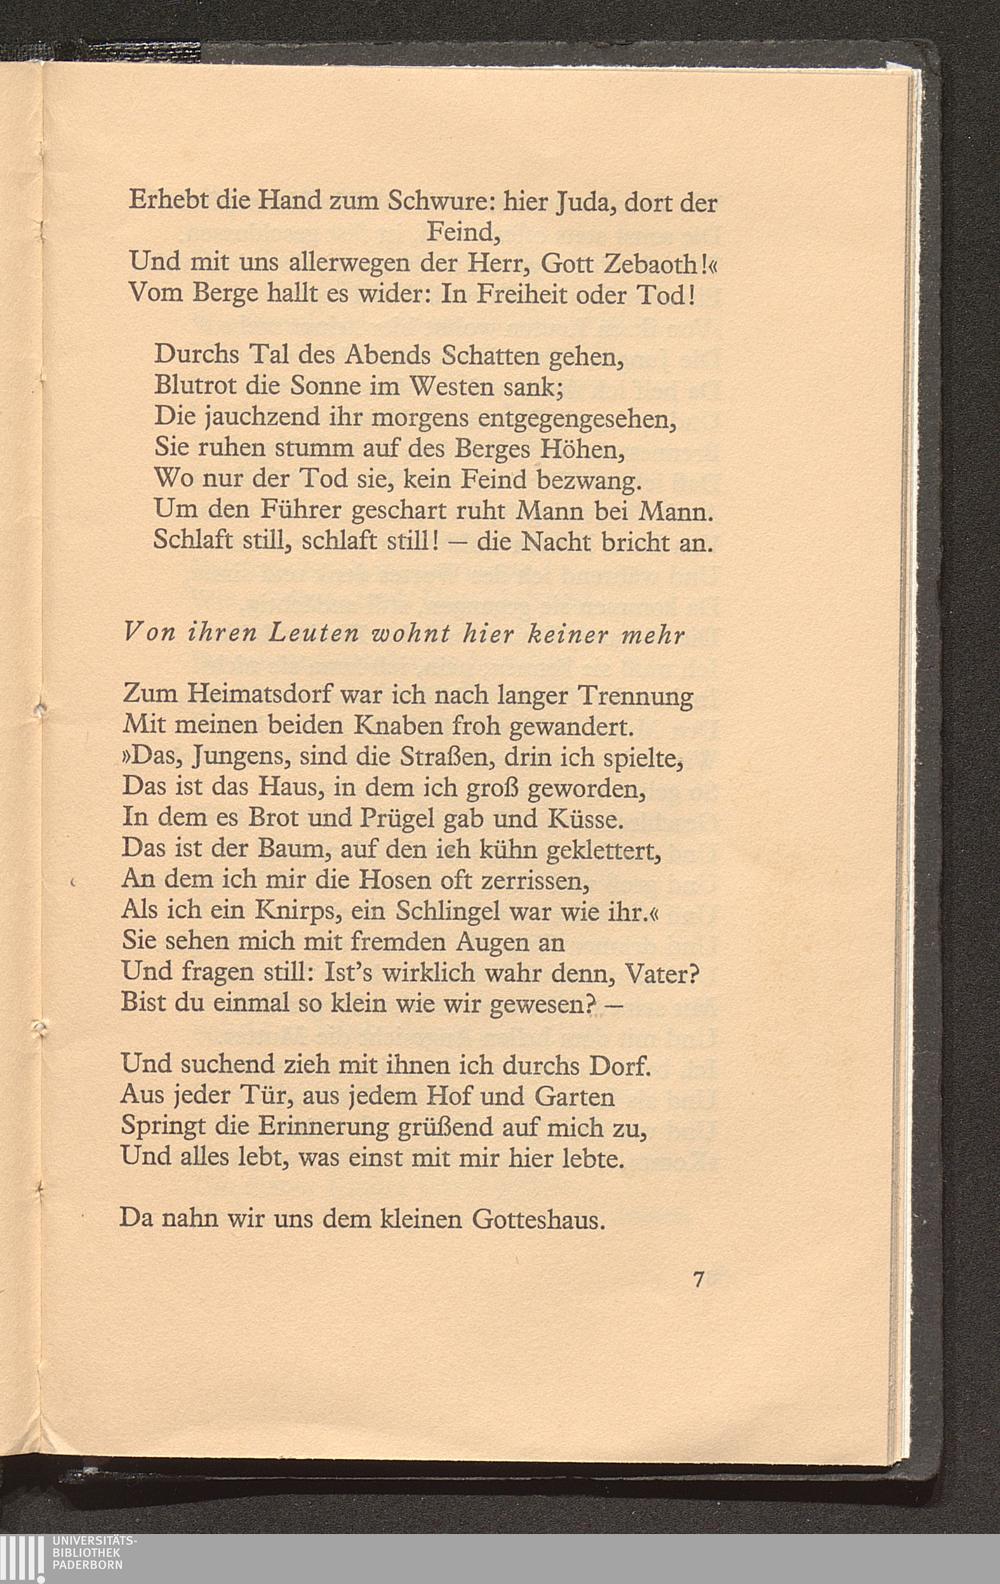 Erhebt die Hand zum Schwure: hier Juda, dort der
Feind,
Und mit uns allerwegen der Herr, Gott Zebaoth!«
Vom Berge hallt es wider: In Freiheit oder Tod!
Durchs Tal des Abends Schatten gehen,
Blutrot die Sonne im Westen sank;
Die jauchzend ihr morgens entgegengesehen,
Sie ruhen stumm auf des Berges Höhen,
Wo nur der Tod sie, kein Feind bezwang.
Um den Führer geschart ruht Mann bei Mann.
Schlaft still, schlaft still! — die Nacht bricht an.
Von ihren Leuten wohnt hier keiner mehr
Zum Heimatsdorf war ich nach langer Trennung
Mit meinen beiden Knaben froh gewandert.
»Das, Jungens, sind die Straßen, drin ich spielte,
Das ist das Haus, in dem ich groß geworden,
In dem es Brot und Prügel gab und Küsse.
Das ist der Baum, auf den ich kühn geklettert,
An dem ich mir die Hosen oft zerrissen,
Als ich ein Knirps, ein Schlingel war wie ihr.«
Sie sehen mich mit fremden Augen an
Und fragen still: Ist's wirklich wahr denn, Vater?
Bist du einmal so klein wie wir gewesen? —
Und suchend zieh mit ihnen ich durchs Dorf.
Aus jeder Tür, aus jedem Hof und Garten
Springt die Erinnerung grüßend auf mich zu,
Und alles lebt, was einst mit mir hier lebte.
Da nahn wir uns dem kleinen Gotteshaus.
7
UNIVERSITÄTS-
BIBLIOTHEK
PADERBORN